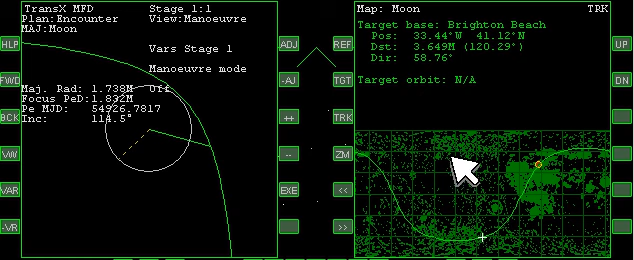 TransX MFD Stage 1:1
Plan:Encounter View:Manoeuvre
MAJ:Moon
Vars Stage 1
Manoeuvre mode
Maj. Rad: 1.738M Off
Focus PeD:1.832M
Pe MJD: 54926.7817
Inc: 114.5°
HLP
FWD
BCK
VW
VAR
-VR
ADJ
-AJ
++
--
EXE
Map: Moon TRK
Target base: Brighton Beach
Pos: 33.44°W 41.12°N
Dst: 3.649M (120.29°)
Dir: 58.76°
Target orbit: N/A
REF
TGT
TRK
ZM
<<
>>
UP
DN